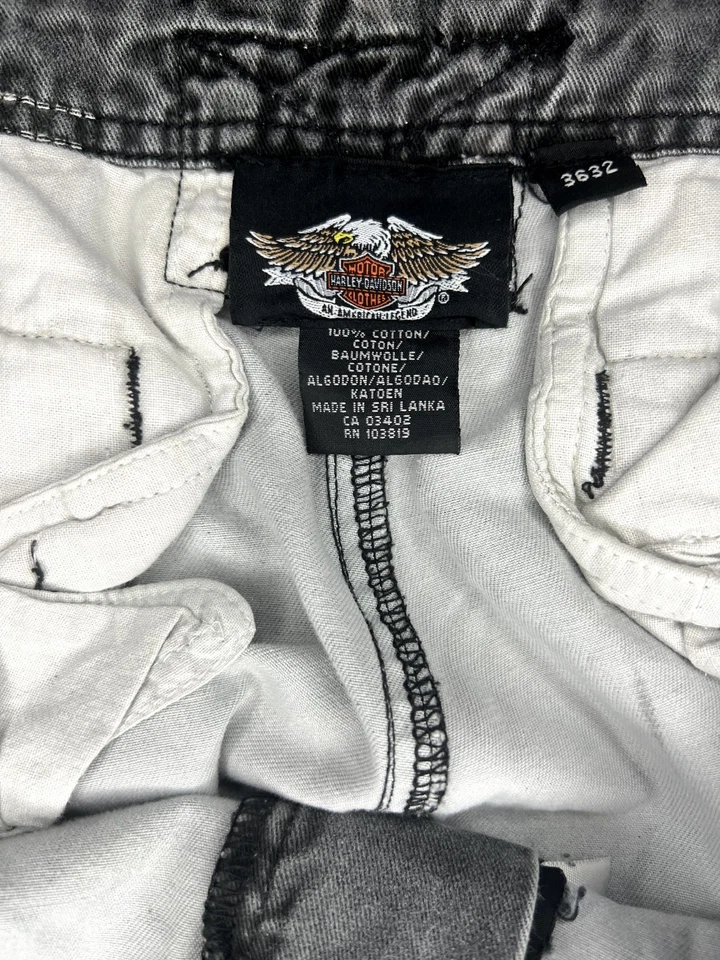 3632
MOTOR
HARLEY-DAVIDSON
CLOTHES
®
AN AMERICAN LEGEND
100% COTTON/
COTON/
BAUMWOLLE/
COTONE/
ALGODON/ALGODAO/
KATOEN
MADE IN SRI LANKA
CA 03402
RN 103819